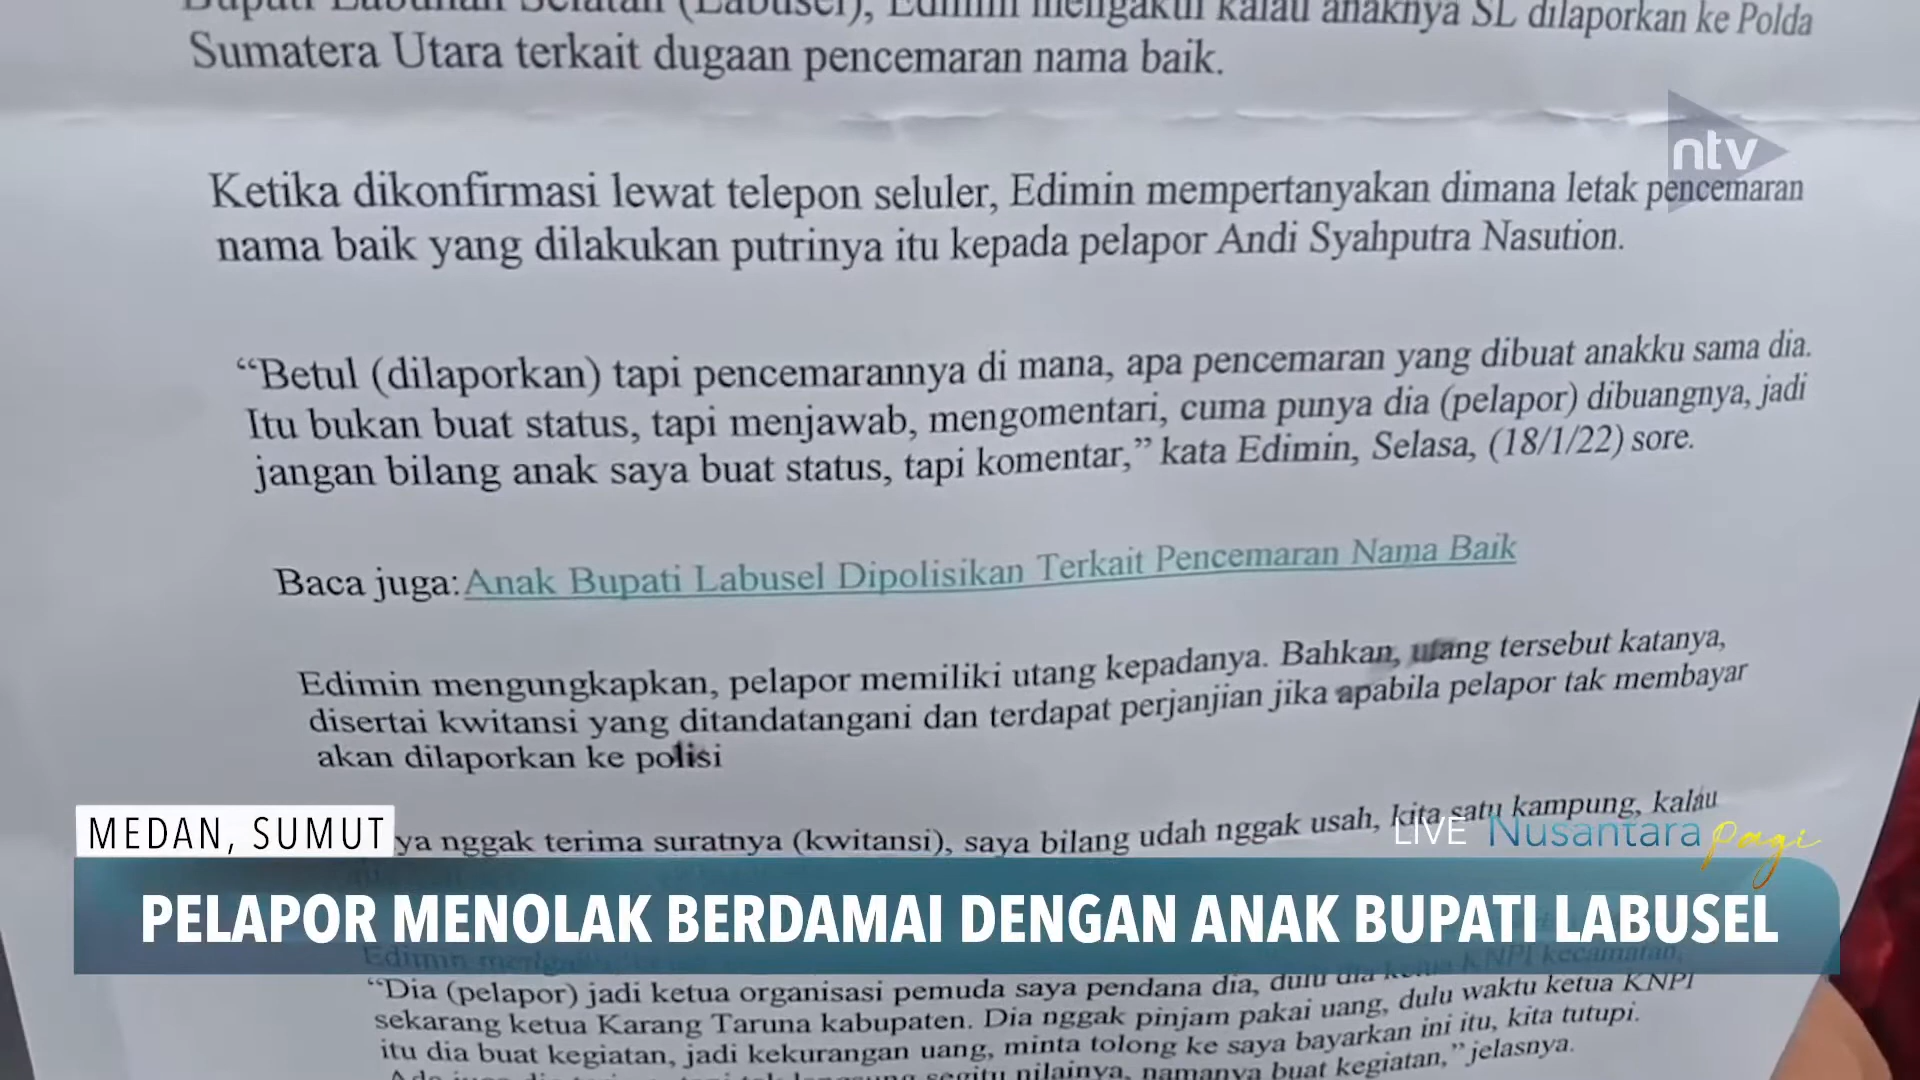 Bupati Labuhan Selatan (Labusel), Edimin mengakui kalau anaknya SL dilaporkan ke Polda
Sumatera Utara terkait dugaan pencemaran nama baik.
ntv
Ketika dikonfirmasi lewat telepon seluler, Edimin mempertanyakan dimana letak pencemaran
nama baik yang dilakukan putrinya itu kepada pelapor Andi Syahputra Nasution.
“Betul (dilaporkan) tapi pencemarannya di mana, apa pencemaran yang dibuat anakku sama dia.
Itu bukan buat status, tapi menjawab, mengomentari, cuma punya dia (pelapor) dibuangnya, jadi
jangan bilang anak saya buat status, tapi komentar,” kata Edimin, Selasa, (18/1/22) sore.
Baca juga: Anak Bupati Labusel Dipolisikan Terkait Pencemaran Nama Baik
Edimin mengungkapkan, pelapor memiliki utang kepadanya. Bahkan, utang tersebut katanya,
disertai kwitansi yang ditandatangani dan terdapat perjanjian jika apabila pelapor tak membayar
akan dilaporkan ke polisi
MEDAN, SUMUT
ya nggak terima suratnya (kwitansi), saya bilang udah nggak usah, kita satu kampung, kalau
LIVE Nusantara pagi
PELAPOR MENOLAK BERDAMAI DENGAN ANAK BUPATI LABUSEL
Edimin KNPI kecamatan,
“Dia (pelapor) jadi ketua organisasi pemuda saya pendana dia, dulu dia ketua KNPI
sekarang ketua Karang Taruna kabupaten. Dia nggak pinjam pakai uang, dulu waktu ketua KNPI
itu dia buat kegiatan, jadi kekurangan uang, minta tolong ke saya bayarkan ini itu, kita tutupi.
segitu nilainya, namanya buat kegiatan,” jelasnya.